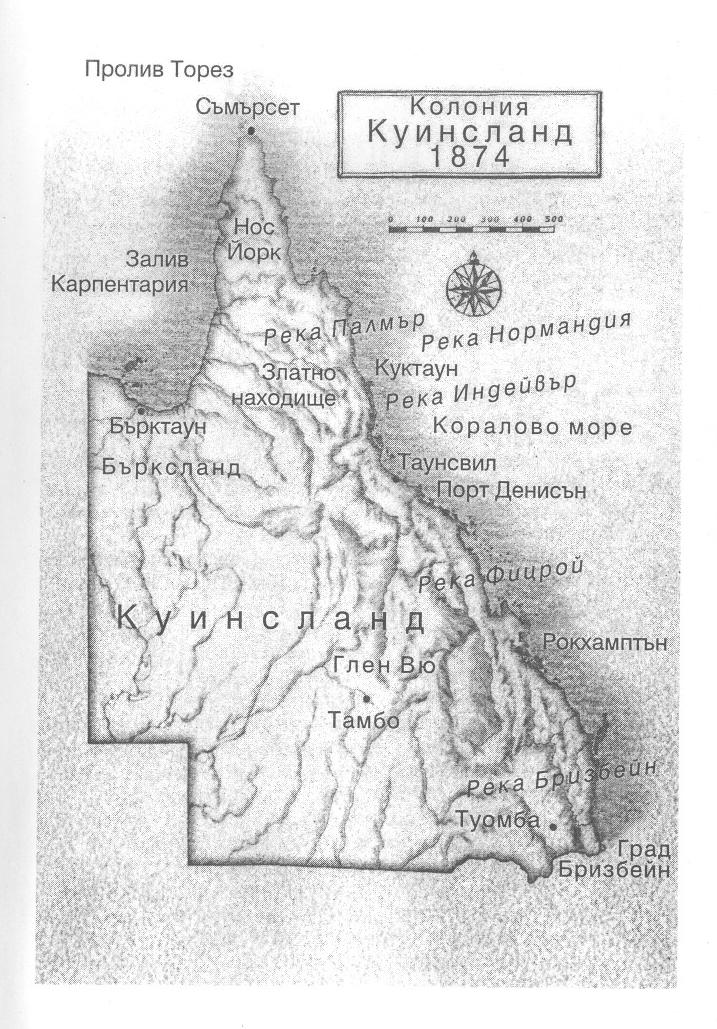 Пролив Торез
Съмърсет
Колония
Куинсланд
1874
0 100 200 300 400 500
Нос
Йорк
Залив
Карпентария
Река Палмър
Река Нормандия
Златно
находище
Куктаун
Река Индейвър
Бърктаун
Коралово море
Бърксланд
Таунсвил
Порт Денисън
Река Фицрой
Куинсланд
Рокхамптън
Глен Вю
Тамбо
Река Бризбейн
Туомба
Град
Бризбейн